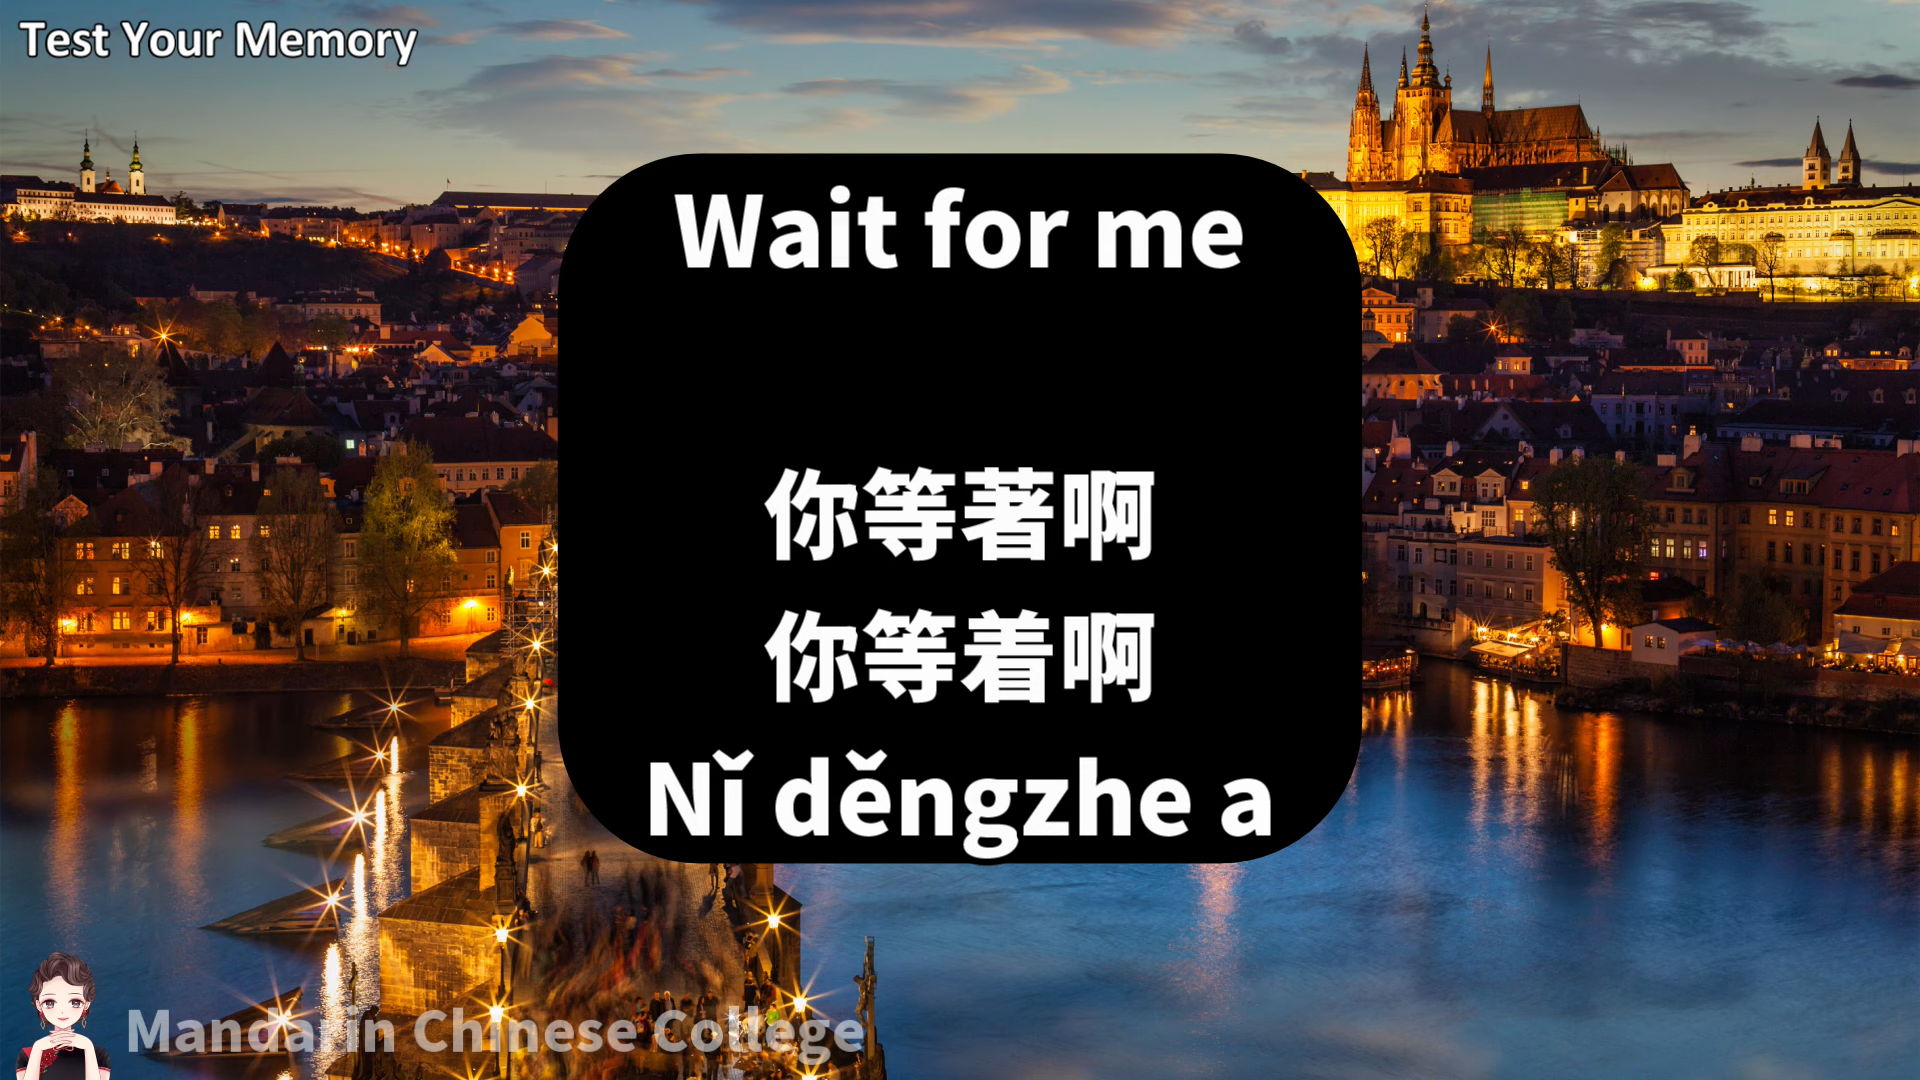 Test Your Memory
Wait for me
你等著啊
你等着啊
Nǐ děngzhe a
Mandarin Chinese College